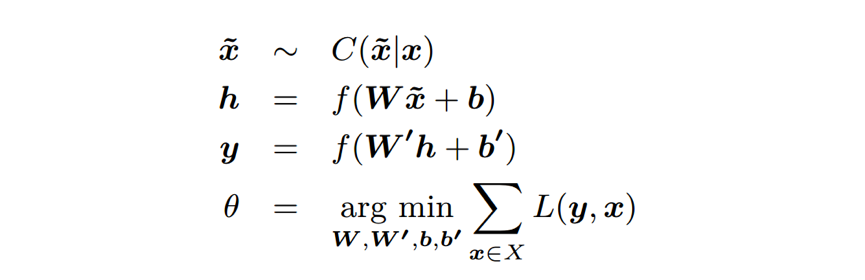 x̃ ∼ C(x̃|x)
h = f(Wx̃ + b)
y = f(W′h + b′)
θ = arg min_{W,W′,b,b′} ∑_{x∈X} L(y, x)